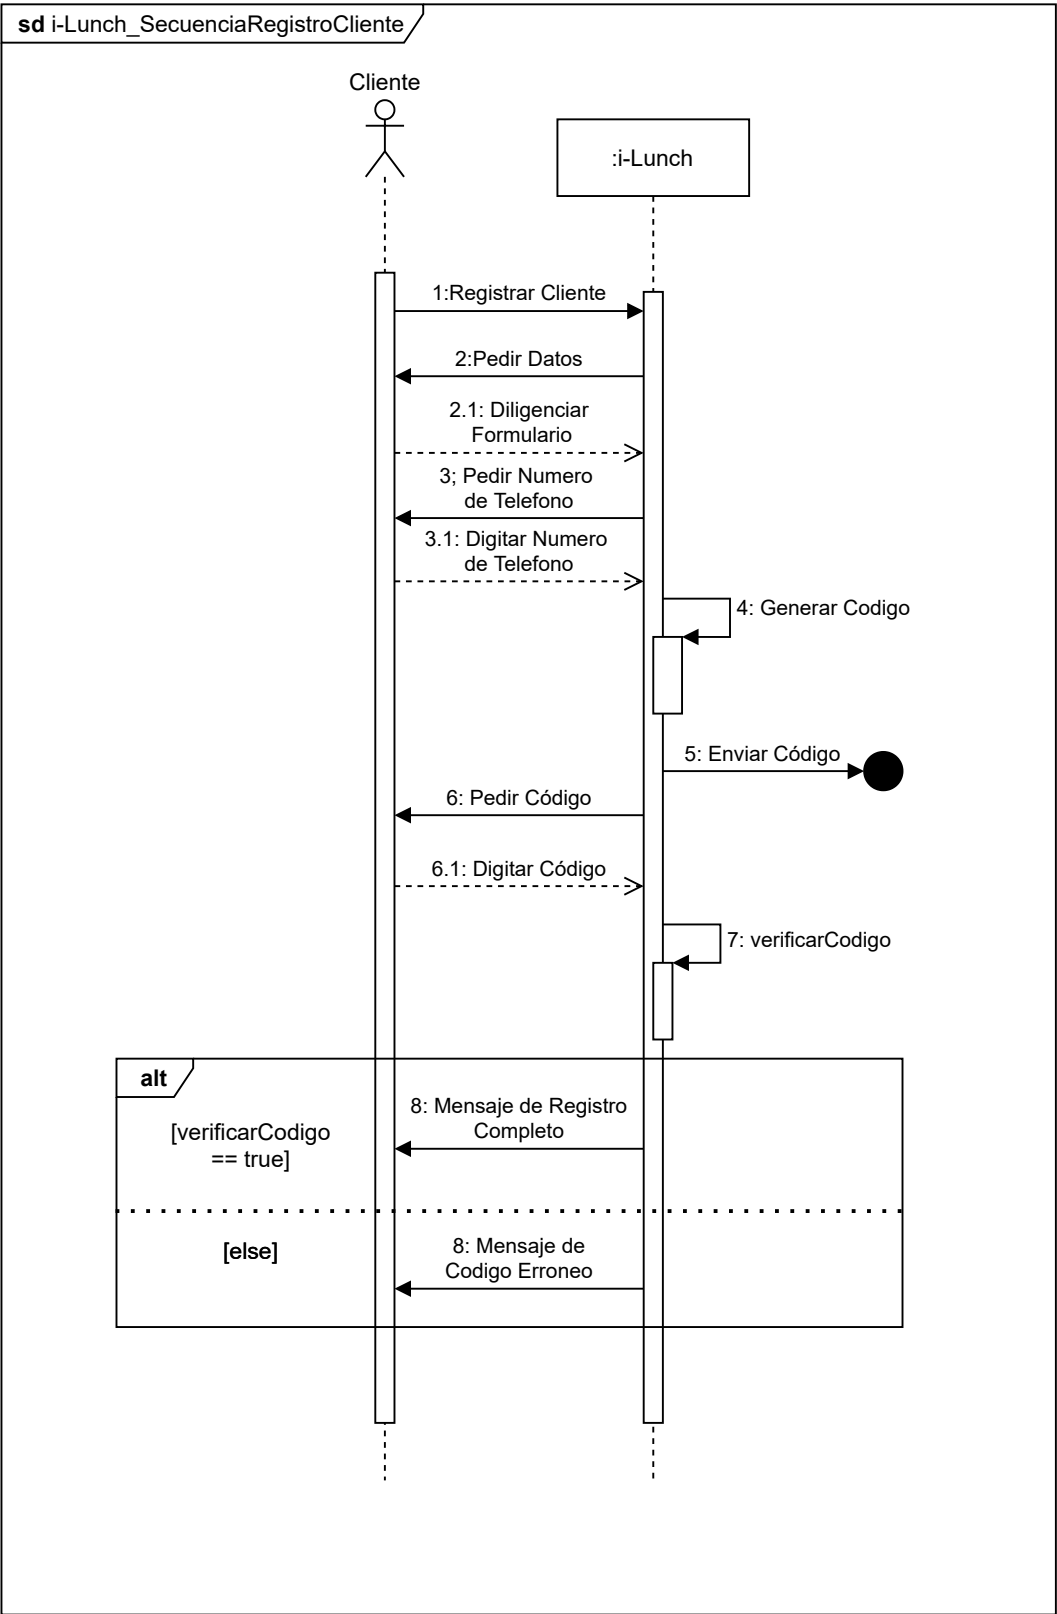 sd i-Lunch_SecuenciaRegistroCliente
Cliente
:i-Lunch
1:Registrar Cliente
2:Pedir Datos
2.1: Diligenciar
Formulario
3; Pedir Numero
de Telefono
3.1: Digitar Numero
de Telefono
4: Generar Codigo
5: Enviar Código
6: Pedir Código
6.1: Digitar Código
7: verificarCodigo
alt
8: Mensaje de Registro
Completo
[verificarCodigo
== true]
8: Mensaje de
Codigo Erroneo
[else]